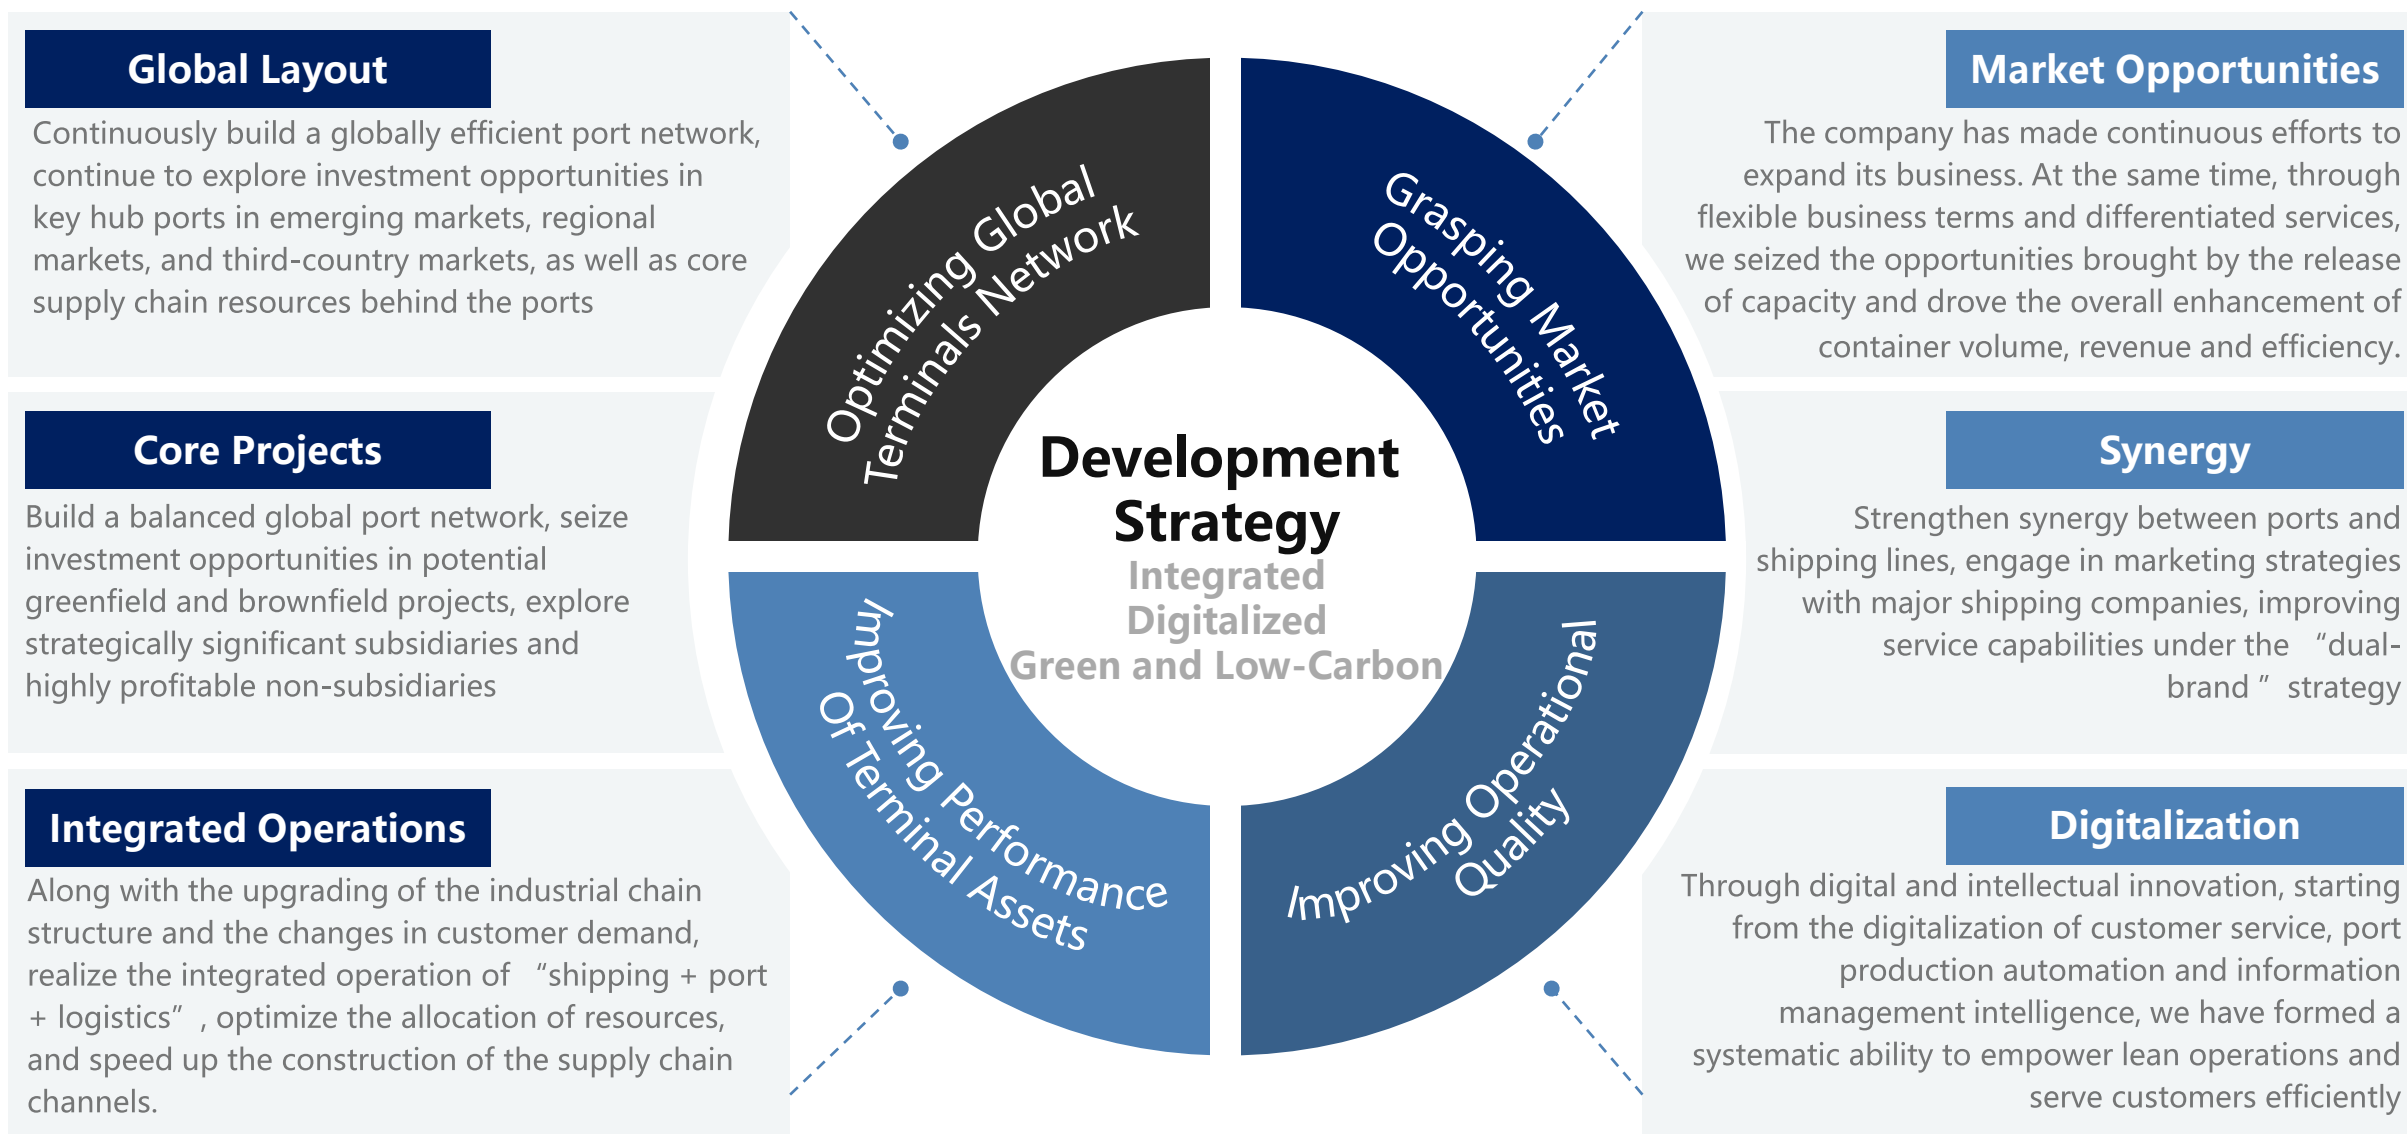 Global Layout
Continuously build a globally efficient port network,
continue to explore investment opportunities in
key hub ports in emerging markets, regional
markets, and third-country markets, as well as core
supply chain resources behind the ports
Core Projects
Build a balanced global port network, seize
investment opportunities in potential
greenfield and brownfield projects, explore
strategically significant subsidiaries and
highly profitable non-subsidiaries
Integrated Operations
Along with the upgrading of the industrial chain
structure and the changes in customer demand,
realize the integrated operation of “shipping + port
+ logistics” , optimize the allocation of resources,
and speed up the construction of the supply chain
channels.
Optimizing Global
Terminals Network
Grasping Market
Opportunities
Development
Strategy
Integrated
Digitalized
Green and Low-Carbon
Improving Performance
Of Terminal Assets
Improving Operational
Quality
Market Opportunities
The company has made continuous efforts to
expand its business. At the same time, through
flexible business terms and differentiated services,
we seized the opportunities brought by the release
of capacity and drove the overall enhancement of
container volume, revenue and efficiency.
Synergy
Strengthen synergy between ports and
shipping lines, engage in marketing strategies
with major shipping companies, improving
service capabilities under the “dual-
brand ” strategy
Digitalization
Through digital and intellectual innovation, starting
from the digitalization of customer service, port
production automation and information
management intelligence, we have formed a
systematic ability to empower lean operations and
serve customers efficiently